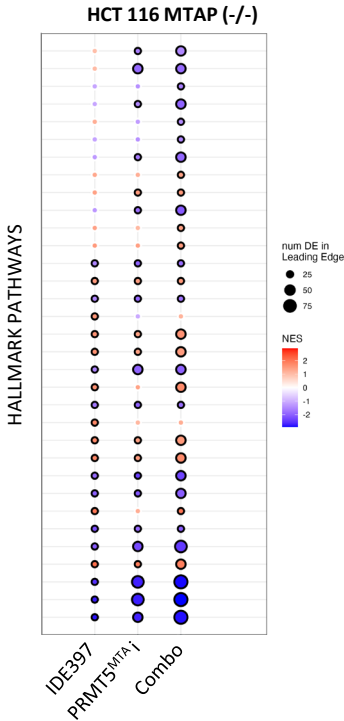 HCT 116 MTAP (-/-)
HALLMARK PATHWAYS
num DE in
Leading Edge
25
50
75
NES
2
1
0
-1
-2
IDE397
PRMT5ᴹᵀᴬ i
Combo